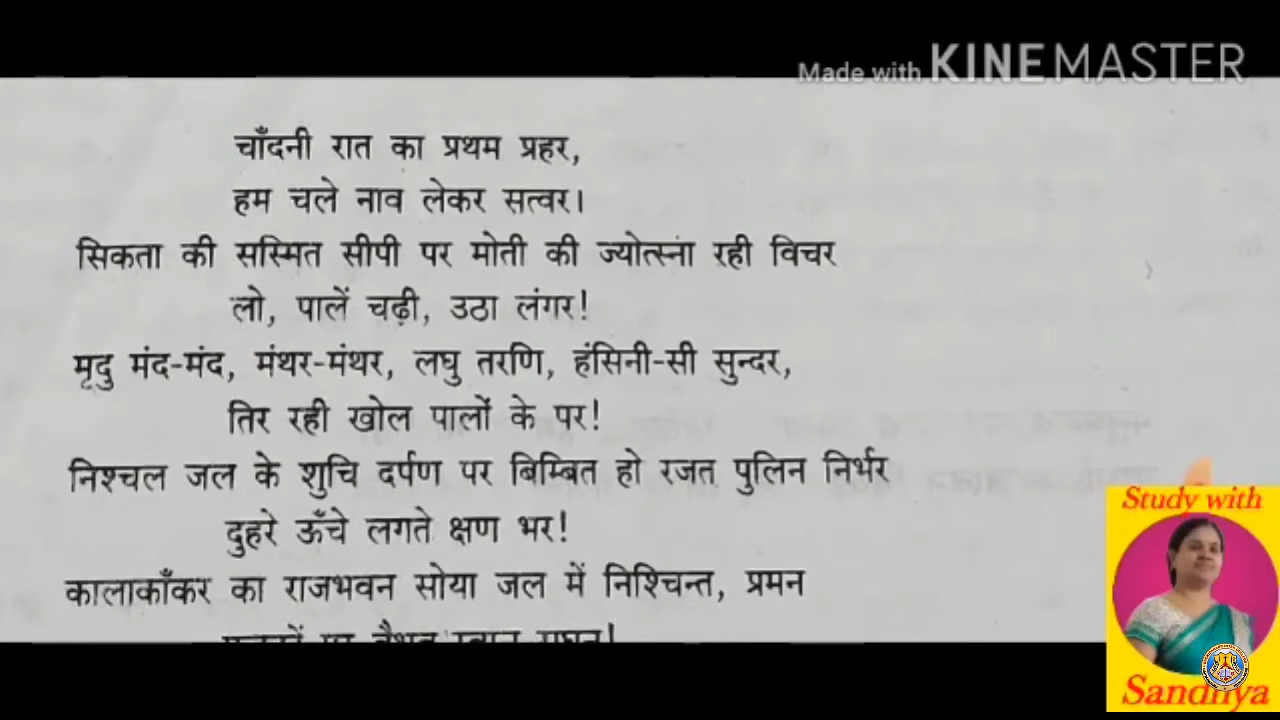 Made with KINEMASTER
चाँदनी रात का प्रथम प्रहर,
हम चले नाव लेकर सत्वर।
सिकता की सस्मित सीपी पर मोती की ज्योत्स्ना रही विचर
लो, पालें चढ़ी, उठा लंगर!
मृदु मंद-मंद, मंथर-मंथर, लघु तरणि, हंसिनी-सी सुन्दर,
तिर रही खोल पालों के पर!
निश्चल जल के शुचि दर्पण पर बिम्बित हो रजत पुलिन निर्भर
दुहरे ऊँचे लगते क्षण भर!
कालाकाँकर का राजभवन सोया जल में निश्चिन्त, प्रमन
Study with
Sandhya